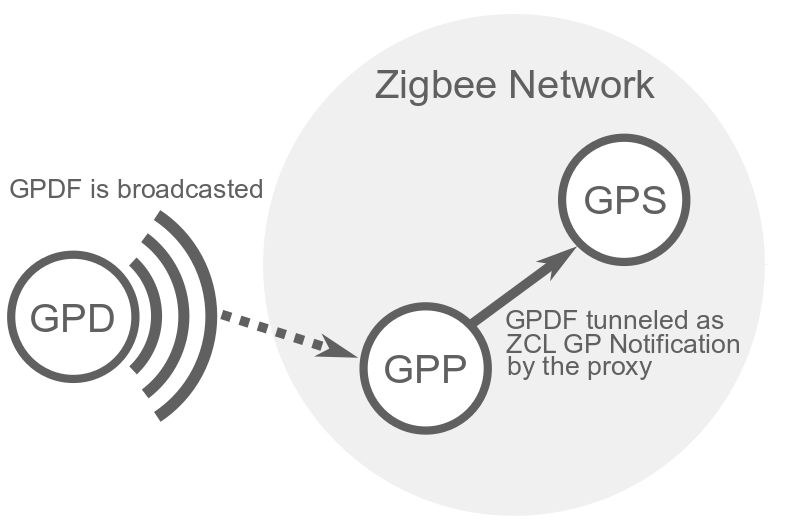 Zigbee Network
GPDF is broadcasted
GPS
GPD
GPDF tunneled as
ZCL GP Notification
by the proxy
GPP